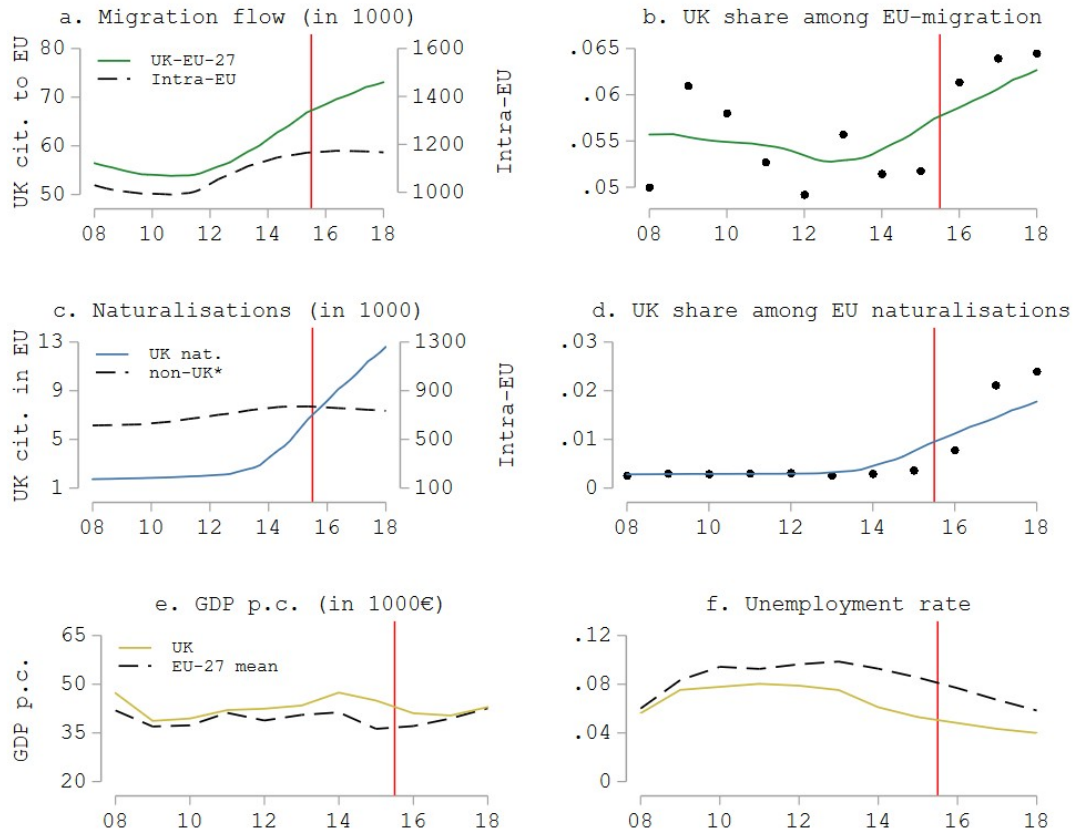 a. Migration flow (in 1000)
UK cit. to EU
80
70
60
50
UK-EU-27
Intra-EU
1600
1400
1200
1000
Intra-EU
08 10 12 14 16 18
b. UK share among EU-migration
.065
.06
.055
.05
08 10 12 14 16 18
c. Naturalisations (in 1000)
UK cit. in EU
13
9
5
1
UK nat.
non-UK*
1300
900
500
100
Intra-EU
08 10 12 14 16 18
d. UK share among EU naturalisations
.03
.02
.01
0
08 10 12 14 16 18
e. GDP p.c. (in 1000€)
GDP p.c.
65
50
35
20
UK
EU-27 mean
08 10 12 14 16 18
f. Unemployment rate
.12
.08
.04
0
08 10 12 14 16 18